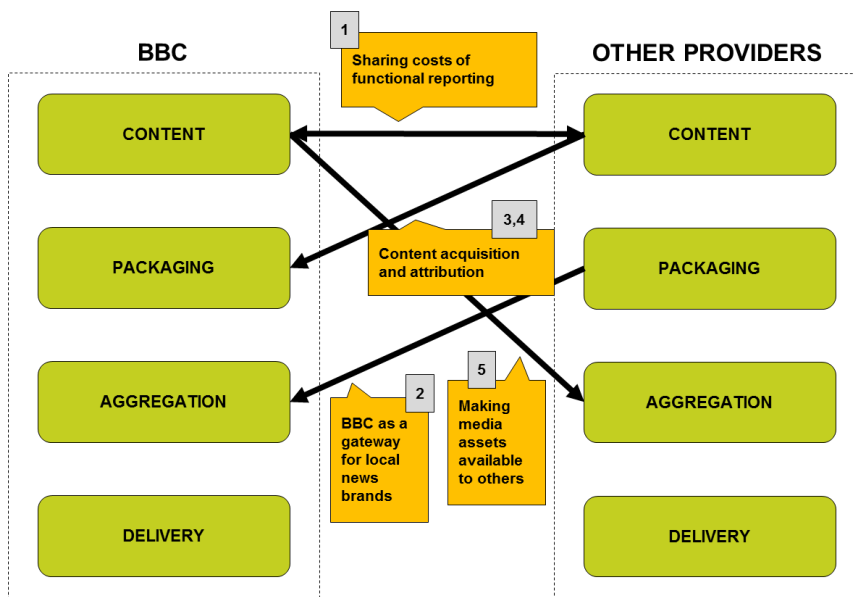 BBC
OTHER PROVIDERS
1
Sharing costs of
functional reporting
CONTENT
CONTENT
3,4
Content acquisition
and attribution
PACKAGING
PACKAGING
AGGREGATION
AGGREGATION
2
BBC as a
gateway
for local
news
brands
5
Making
media
assets
available
to others
DELIVERY
DELIVERY